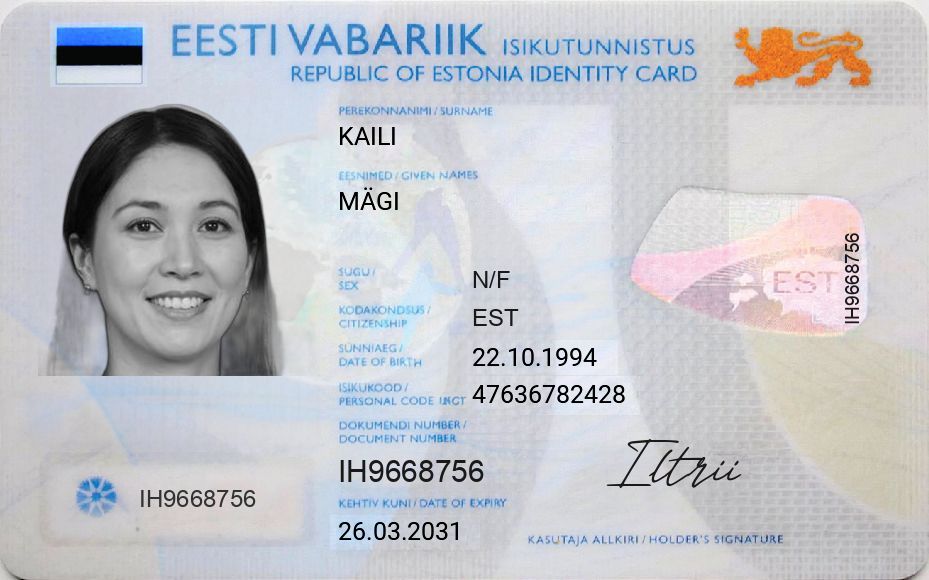 EESTI VABARIIK ISIKUTUNNISTUS
REPUBLIC OF ESTONIA IDENTITY CARD
PEREKONNANIMI / SURNAME
KAILI
EESNIMED / GIVEN NAMES
MÄGI
SUGU /
SEX
N/F
KODAKONDSUS /
CITIZENSHIP
EST
SÜNNIAEG /
DATE OF BIRTH
22.10.1994
ISIKUKOOD /
PERSONAL CODE
47636782428
DOKUMENDI NUMBER /
DOCUMENT NUMBER
IH9668756
KEHTIV KUNI / DATE OF EXPIRY
26.03.2031
IH9668756
EST
IH9668756
KASUTAJA ALLKIRI / HOLDER'S SIGNATURE